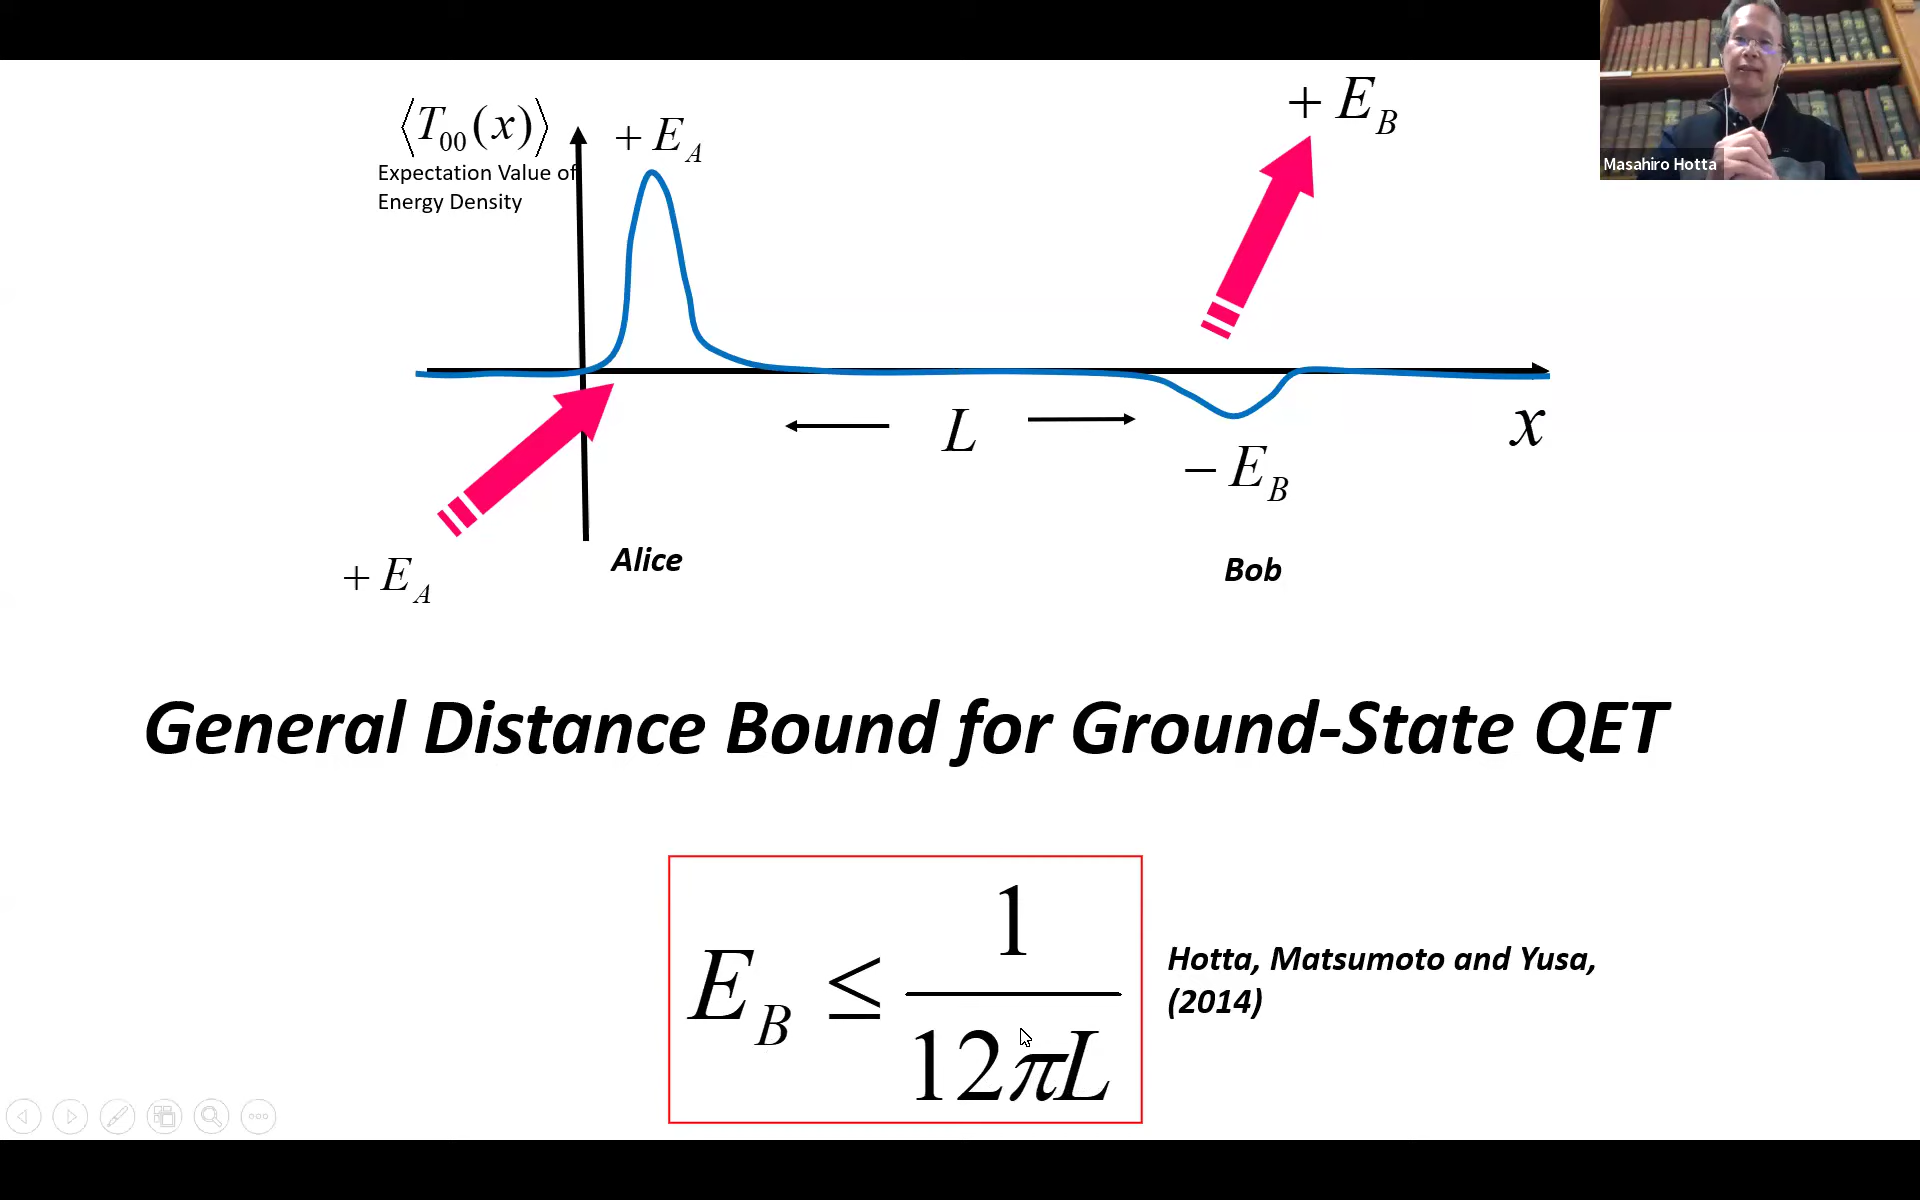 ⟨T₀₀(x)⟩
Expectation Value of
Energy Density
+ E_A
+ E_B
Masahiro Hotta
L
x
− E_B
+ E_A
Alice
Bob
General Distance Bound for Ground-State QET
E_B ≤ 1 / 12πL
Hotta, Matsumoto and Yusa,
(2014)